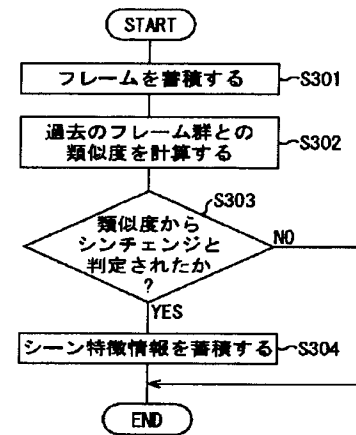 START
フレームを蓄積する
S301
過去のフレーム群との
類似度を計算する
S302
S303
類似度から
シンチェンジと
判定されたか
?
NO
YES
シーン特徴情報を蓄積する
S304
END